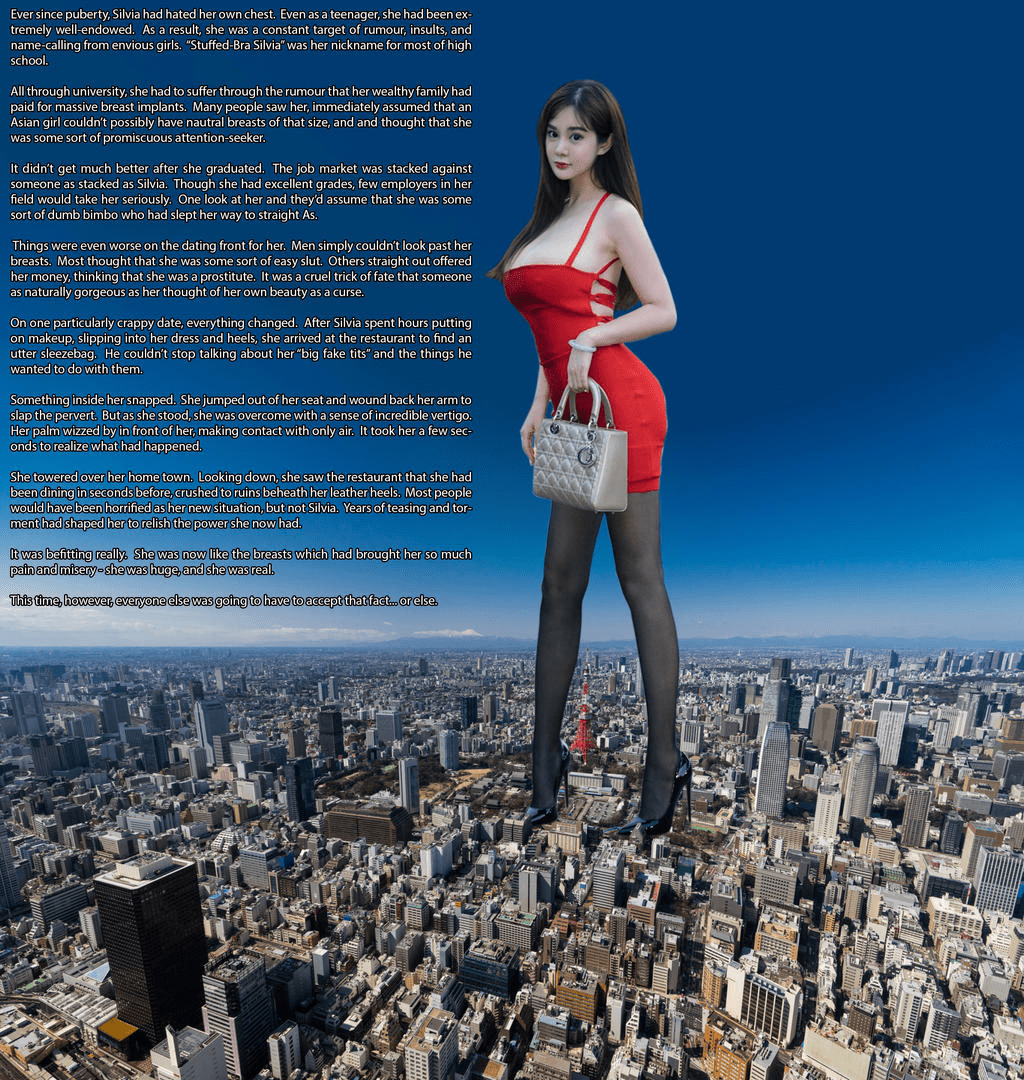 Ever since puberty, Silvia had hated her own chest. Even as a teenager, she had been ex-
tremely well-endowed. As a result, she was a constant target of rumour, insults, and
name-calling from envious girls. “Stuffed-Bra Silvia” was her nickname for most of high
school.
All through university, she had to suffer through the rumour that her wealthy family had
paid for massive breast implants. Many people saw her, immediately assumed that an
Asian girl couldn’t possibly have nautral breasts of that size, and and thought that she
was some sort of promiscuous attention-seeker.
It didn’t get much better after she graduated. The job market was stacked against
someone as stacked as Silvia. Though she had excellent grades, few employers in her
field would take her seriously. One look at her and they’d assume that she was some
sort of dumb bimbo who had slept her way to straight As.
Things were even worse on the dating front for her. Men simply couldn’t look past her
breasts. Most thought that she was some sort of easy slut. Others straight out offered
her money, thinking that she was a prostitute. It was a cruel trick of fate that someone
as naturally gorgeous as her thought of her own beauty as a curse.
On one particularly crappy date, everything changed. After Silvia spent hours putting
on makeup, slipping into her dress and heels, she arrived at the restaurant to find an
utter sleezebag. He couldn’t stop talking about her “big fake tits” and the things he
wanted to do with them.
Something inside her snapped. She jumped out of her seat and wound back her arm to
slap the pervert. But as she stood, she was overcome with a sense of incredible vertigo.
Her palm wizzed by in front of her, making contact with only air. It took her a few sec-
onds to realize what had happened.
She towered over her home town. Looking down, she saw the restaurant that she had
been dining in seconds before, crushed to ruins beheath her leather heels. Most people
would have been horrified as her new situation, but not Silvia. Years of teasing and tor-
ment had shaped her to relish the power she now had.
It was befitting really. She was now like the breasts which had brought her so much
pain and misery - she was huge, and she was real.
This time, however, everyone else was going to have to accept that fact... or else.